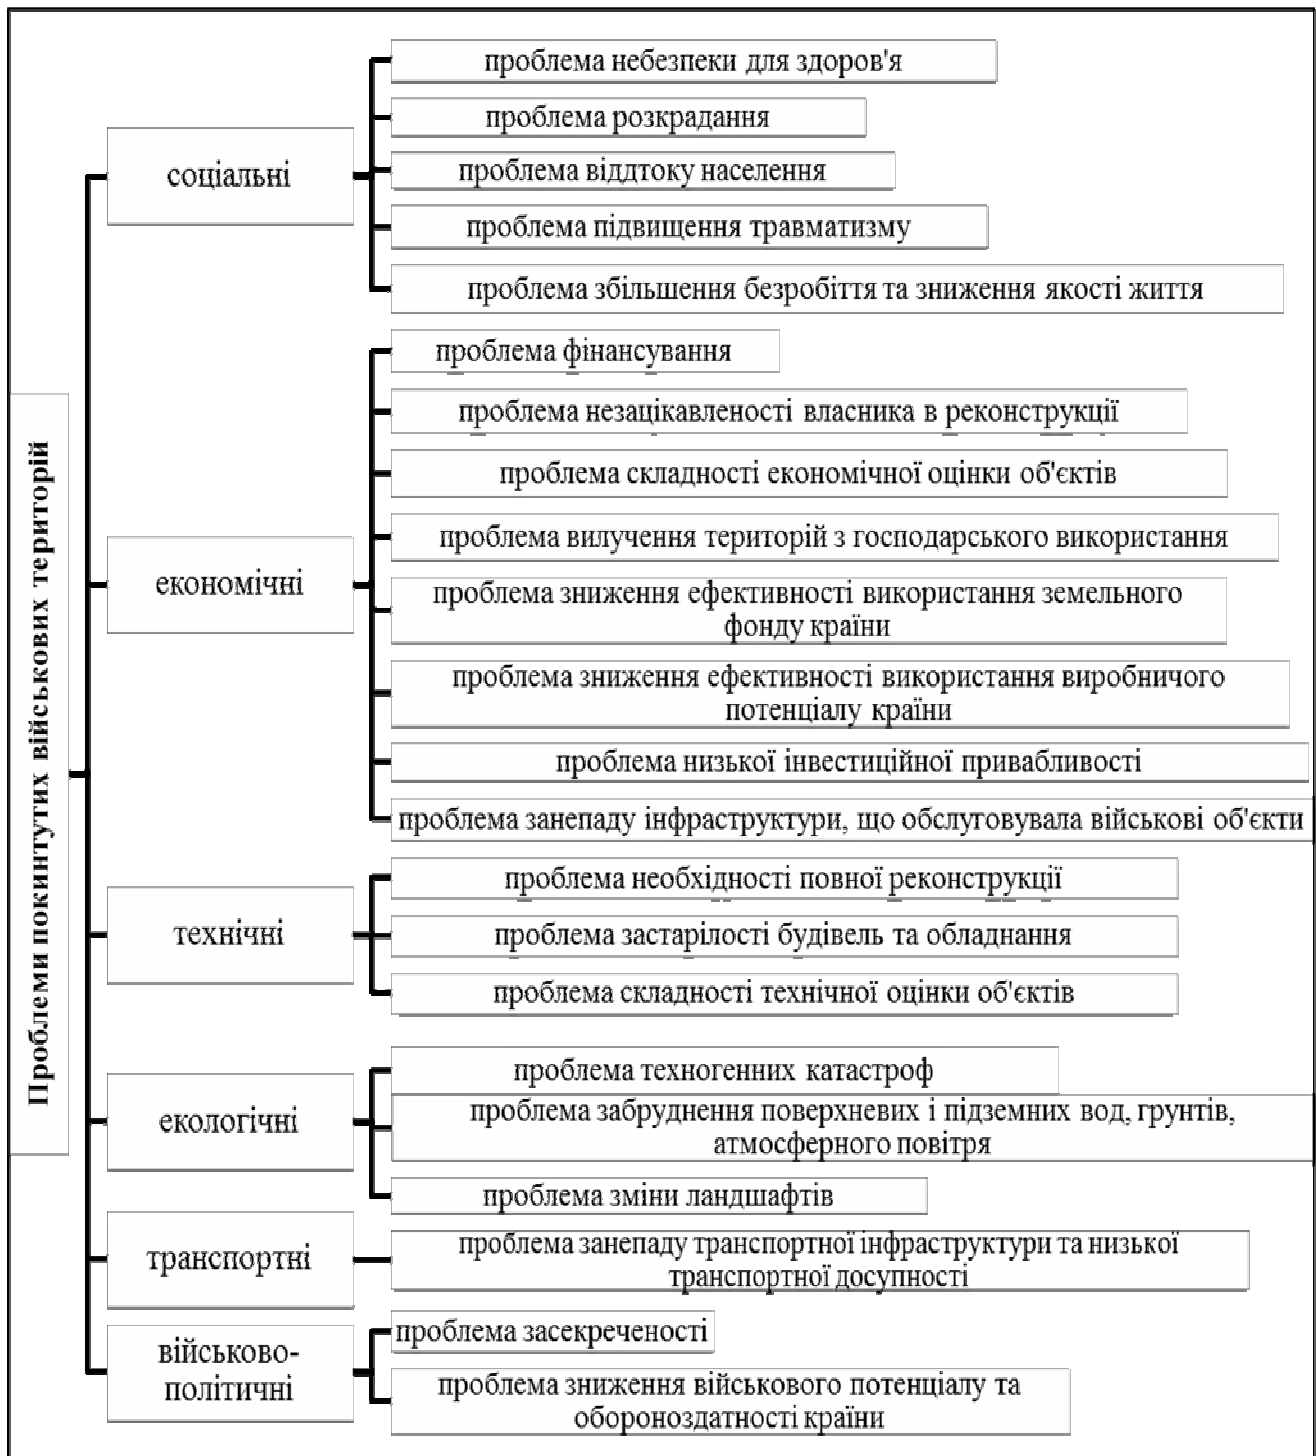 Проблеми покинутих військових територій
соціальні
проблема небезпеки для здоров'я
проблема розкрадання
проблема віддтоку населення
проблема підвищення травматизму
проблема збільшення безробіття та зниження якості життя
економічні
проблема фінансування
проблема незацікавленості власника в реконструкції
проблема складності економічної оцінки об'єктів
проблема вилучення територій з господарського використання
проблема зниження ефективності використання земельного
фонду країни
проблема зниження ефективності використання виробничого
потенціалу країни
проблема низької інвестиційної привабливості
проблема занепаду інфраструктури, що обслуговувала військові об'єкти
технічні
проблема необхідності повної реконструкції
проблема застарілості будівель та обладнання
проблема складності технічної оцінки об'єктів
екологічні
проблема техногенних катастроф
проблема забруднення поверхневих і підземних вод, грунтів,
атмосферного повітря
проблема зміни ландшафтів
транспортні
проблема занепаду транспортної інфраструктури та низької
транспортної досупності
військово-
політичні
проблема засекреченості
проблема зниження військового потенціалу та
обороноздатності країни